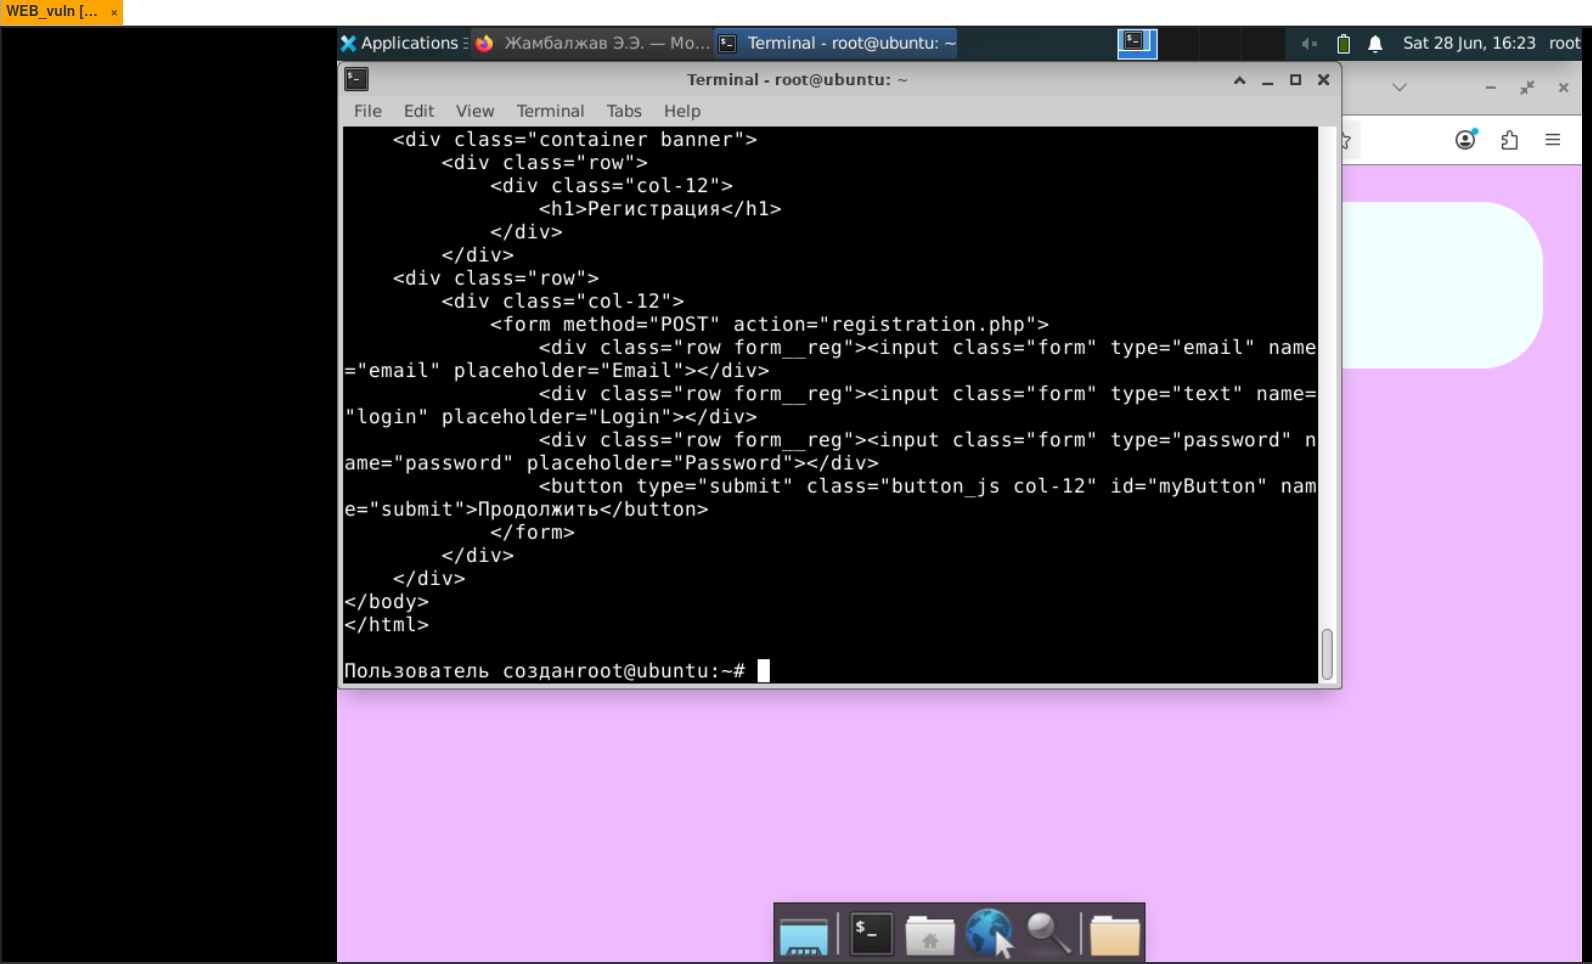 WEB_vuln [... ×
Applications
Жамбалжав Э.Э. — Mo...
Terminal - root@ubuntu: ~
Sat 28 Jun, 16:23 root
Terminal - root@ubuntu: ~
File Edit View Terminal Tabs Help
<div class="container banner">
<div class="row">
<div class="col-12">
<h1>Регистрация</h1>
</div>
</div>
<div class="row">
<div class="col-12">
<form method="POST" action="registration.php">
<div class="row form__reg"><input class="form" type="email" name
="email" placeholder="Email"></div>
<div class="row form__reg"><input class="form" type="text" name=
"login" placeholder="Login"></div>
<div class="row form__reg"><input class="form" type="password" n
ame="password" placeholder="Password"></div>
<button type="submit" class="button_js col-12" id="myButton" nam
e="submit">Продолжить</button>
</form>
</div>
</div>
</body>
</html>
Пользователь созданroot@ubuntu:~#